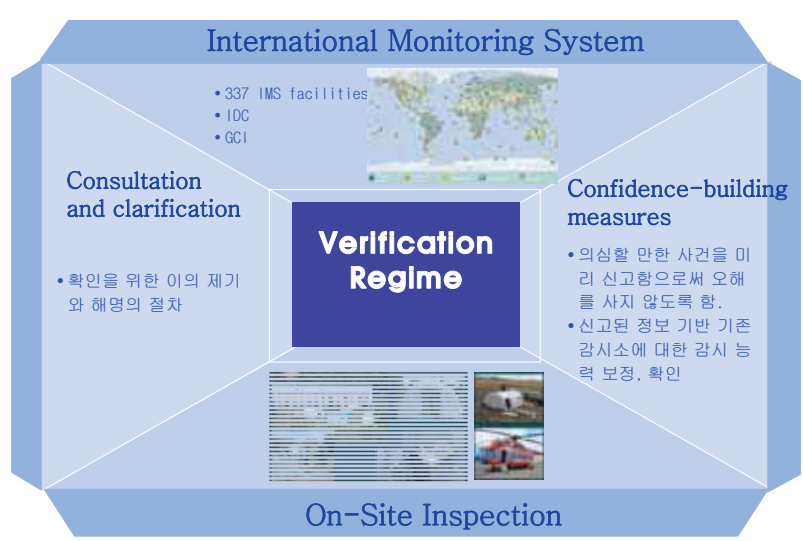 International Monitoring System
• 337 IMS facilities
• IDC
• GCI
Consultation
and clarification
• 확인을 위한 이의 제기
와 해명의 절차
Verification
Regime
Confidence-building
measures
• 의심할 만한 사건을 미
리 신고함으로써 오해
를 사지 않도록 함.
• 신고된 정보 기반 기존
감시소에 대한 감시 능
력 보정, 확인
On-Site Inspection